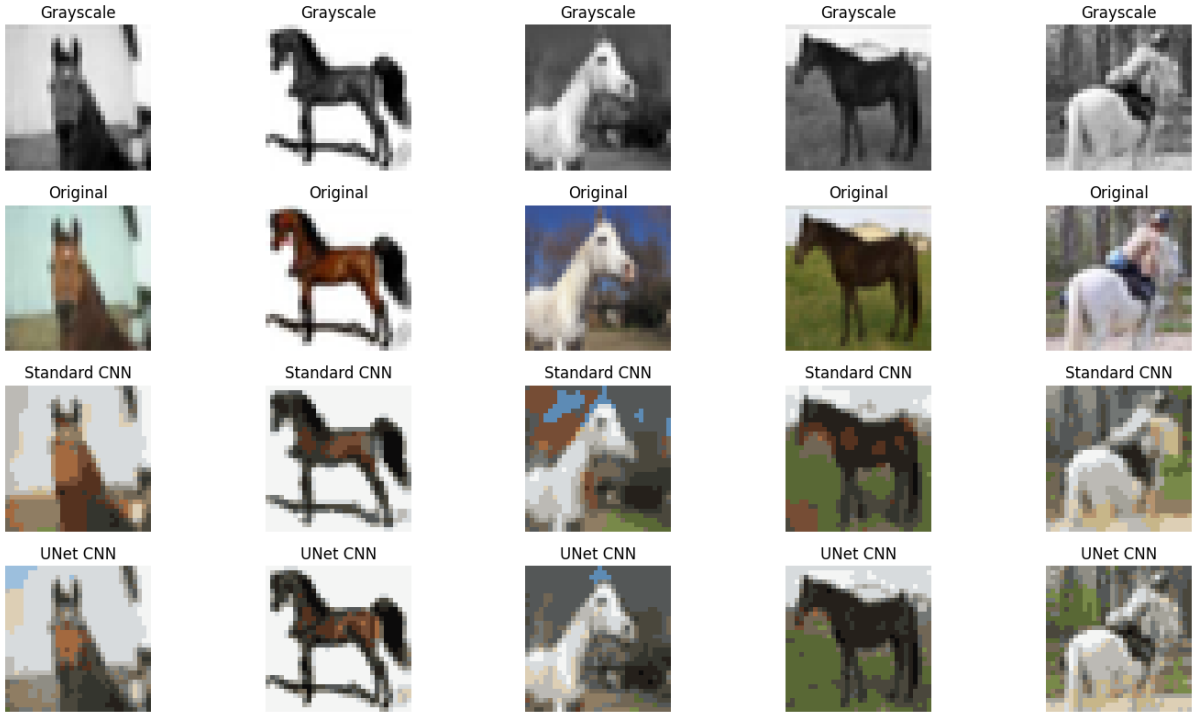 Grayscale Grayscale Grayscale Grayscale Grayscale
Original Original Original Original Original
Standard CNN Standard CNN Standard CNN Standard CNN Standard CNN
UNet CNN UNet CNN UNet CNN UNet CNN UNet CNN